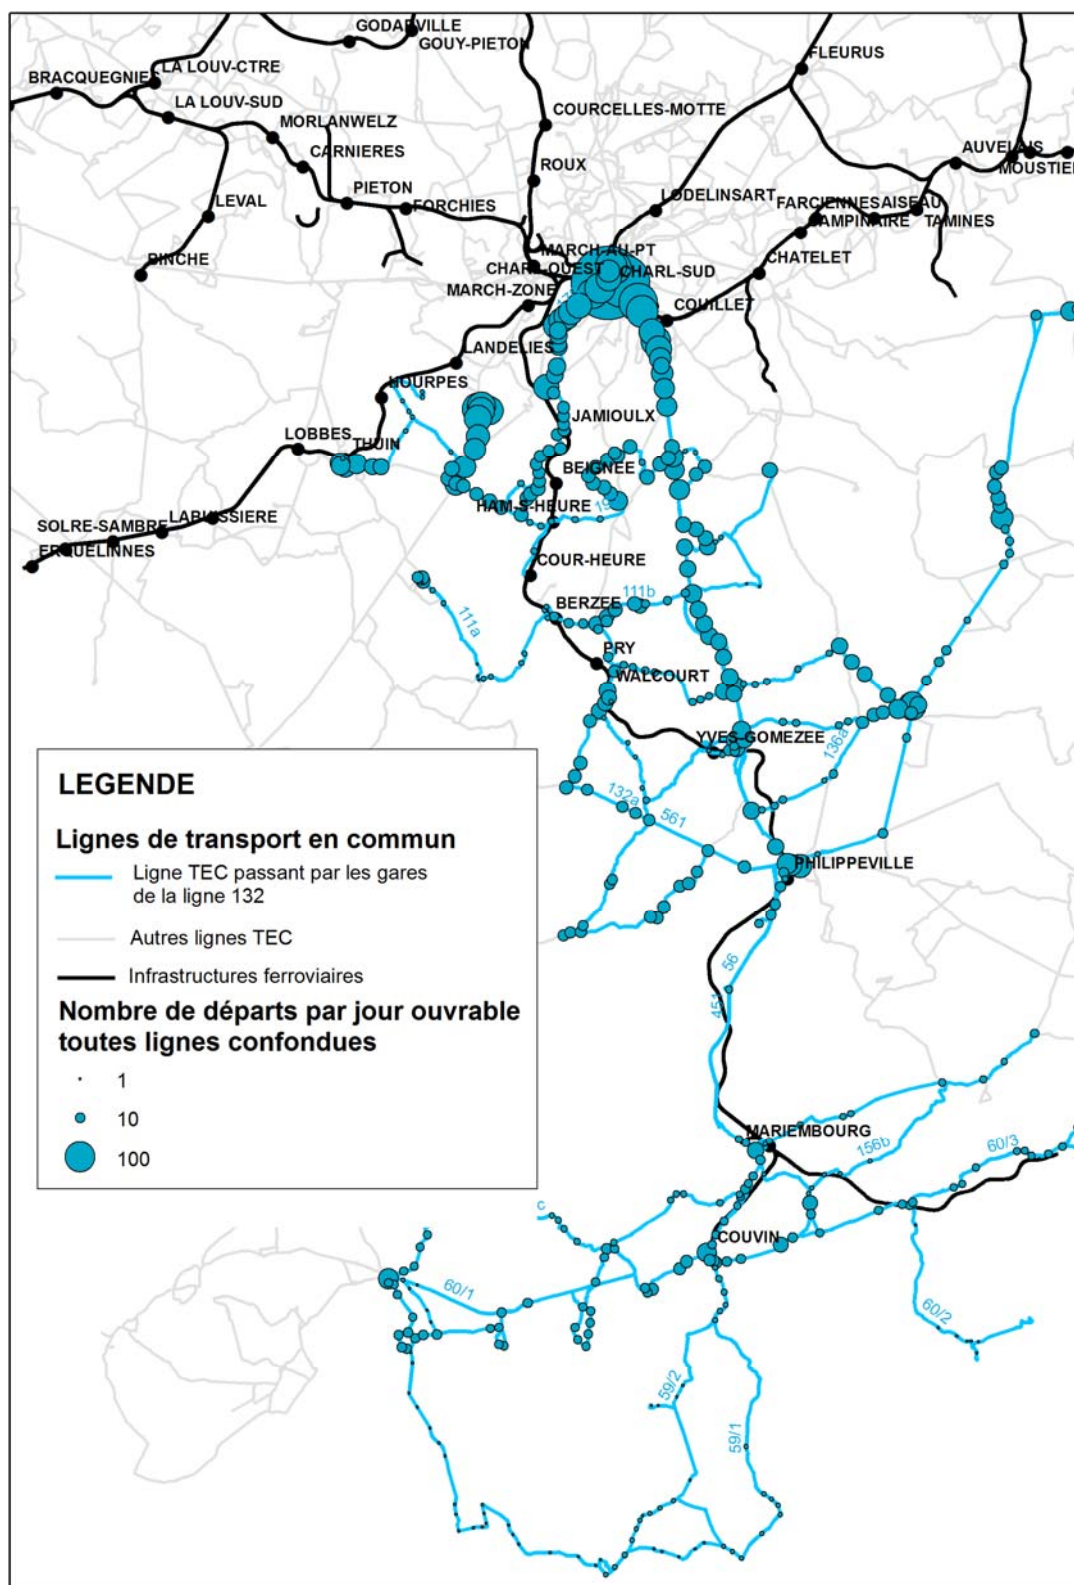 GODARVILLE
GOUY-PIETON
FLEURUS
LA LOUV-CTRE
BRACQUEGNIES
LA LOUV-SUD
COURCELLES-MOTTE
MORLANWELZ
CARNIERES
AUVELAIS
MOUSTIER
ROUX
PIETON
LODELINSART
FARCIENNES
AISEAU
LEVAL
FORCHIES
CAMPINAIRE
TAMINES
MARCH-AU-PT
CHATELET
BINCHE
CHARL-OUEST
CHARL-SUD
MARCH-ZONE
COUILLET
LANDELIES
HOURPES
JAMIOULX
LOBBES
THUIN
BEIGNEE
HAM-S-HEURE
LABUISSIERE
SOLRE-SAMBRE
ERQUELINNES
COUR-HEURE
111b
BERZEE
111a
PRY
WALCOURT
YVES-GOMEZEE
136a
132a
561
PHILIPPEVILLE
56
451
LEGENDE
Lignes de transport en commun
Ligne TEC passant par les gares
de la ligne 132
Autres lignes TEC
Infrastructures ferroviaires
Nombre de départs par jour ouvrable
toutes lignes confondues
1
10
100
MARIEMBOURG
156b
60/3
c
COUVIN
60/1
60/2
59/2
59/1